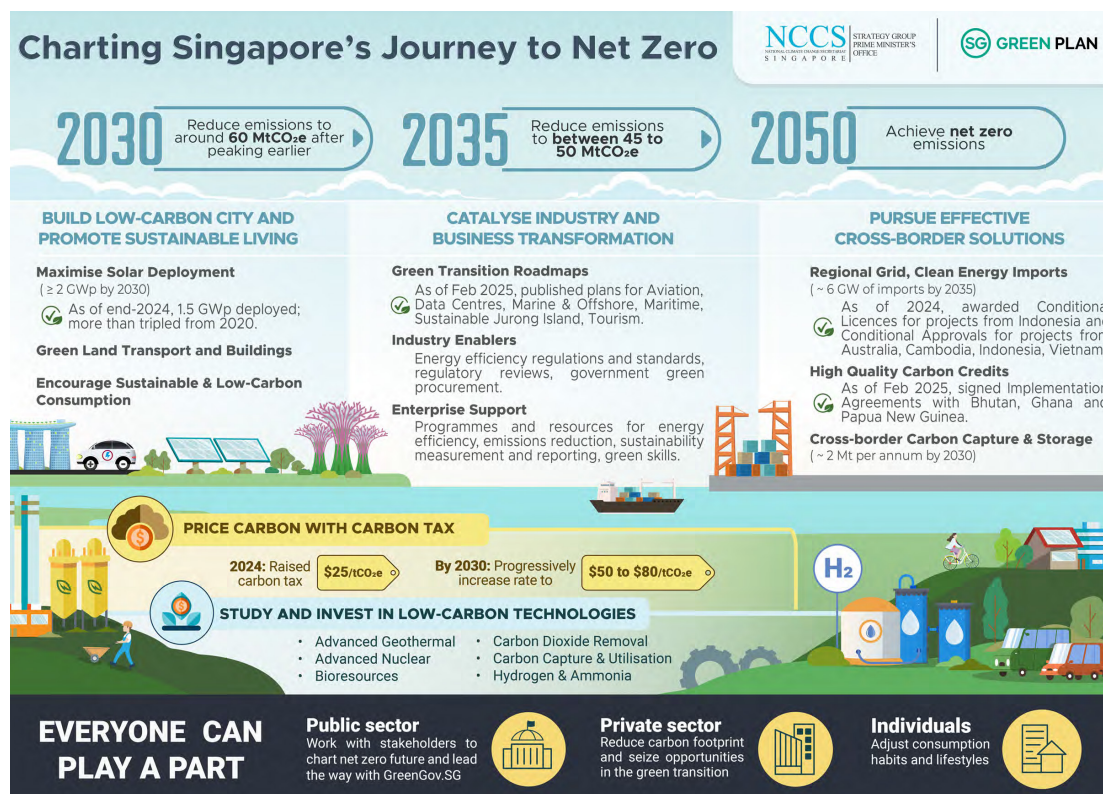 Charting Singapore's Journey to Net Zero
NCCS
NATIONAL CLIMATE CHANGE SECRETARIAT
SINGAPORE
STRATEGY GROUP
PRIME MINISTER'S
OFFICE
SG GREEN PLAN
2030
Reduce emissions to
around 60 MtCO₂e after
peaking earlier
2035
Reduce emissions
to between 45 to
50 MtCO₂e
2050
Achieve net zero
emissions
BUILD LOW-CARBON CITY AND
PROMOTE SUSTAINABLE LIVING
Maximise Solar Deployment
(≥ 2 GWp by 2030)
As of end-2024, 1.5 GWp deployed;
more than tripled from 2020.
Green Land Transport and Buildings
Encourage Sustainable & Low-Carbon
Consumption
CATALYSE INDUSTRY AND
BUSINESS TRANSFORMATION
Green Transition Roadmaps
As of Feb 2025, published plans for Aviation,
Data Centres, Marine & Offshore, Maritime,
Sustainable Jurong Island, Tourism.
Industry Enablers
Energy efficiency regulations and standards,
regulatory reviews, government green
procurement.
Enterprise Support
Programmes and resources for energy
efficiency, emissions reduction, sustainability
measurement and reporting, green skills.
PURSUE EFFECTIVE
CROSS-BORDER SOLUTIONS
Regional Grid, Clean Energy Imports
(~ 6 GW of imports by 2035)
As of 2024, awarded Conditiona
Licences for projects from Indonesia an
Conditional Approvals for projects fro
Australia, Cambodia, Indonesia, Vietnam
High Quality Carbon Credits
As of Feb 2025, signed Implementatio
Agreements with Bhutan, Ghana an
Papua New Guinea.
Cross-border Carbon Capture & Storage
(~ 2 Mt per annum by 2030)
PRICE CARBON WITH CARBON TAX
2024: Raised
carbon tax
$25/tCO₂e
By 2030: Progressively
increase rate to
$50 to $80/tCO₂e
H₂
STUDY AND INVEST IN LOW-CARBON TECHNOLOGIES
• Advanced Geothermal
• Advanced Nuclear
• Bioresources
• Carbon Dioxide Removal
• Carbon Capture & Utilisation
• Hydrogen & Ammonia
EVERYONE CAN
PLAY A PART
Public sector
Work with stakeholders to
chart net zero future and lead
the way with GreenGov.SG
Private sector
Reduce carbon footprint
and seize opportunities
in the green transition
Individuals
Adjust consumption
habits and lifestyles